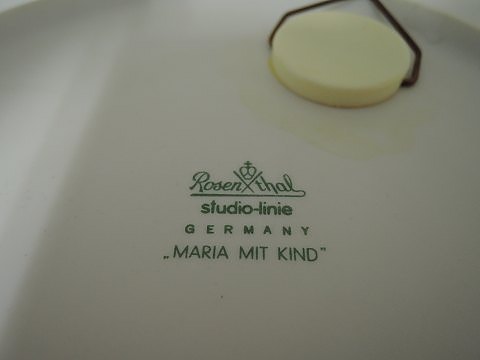 Rosenthal
studio-linie
GERMANY
„MARIA MIT KIND”